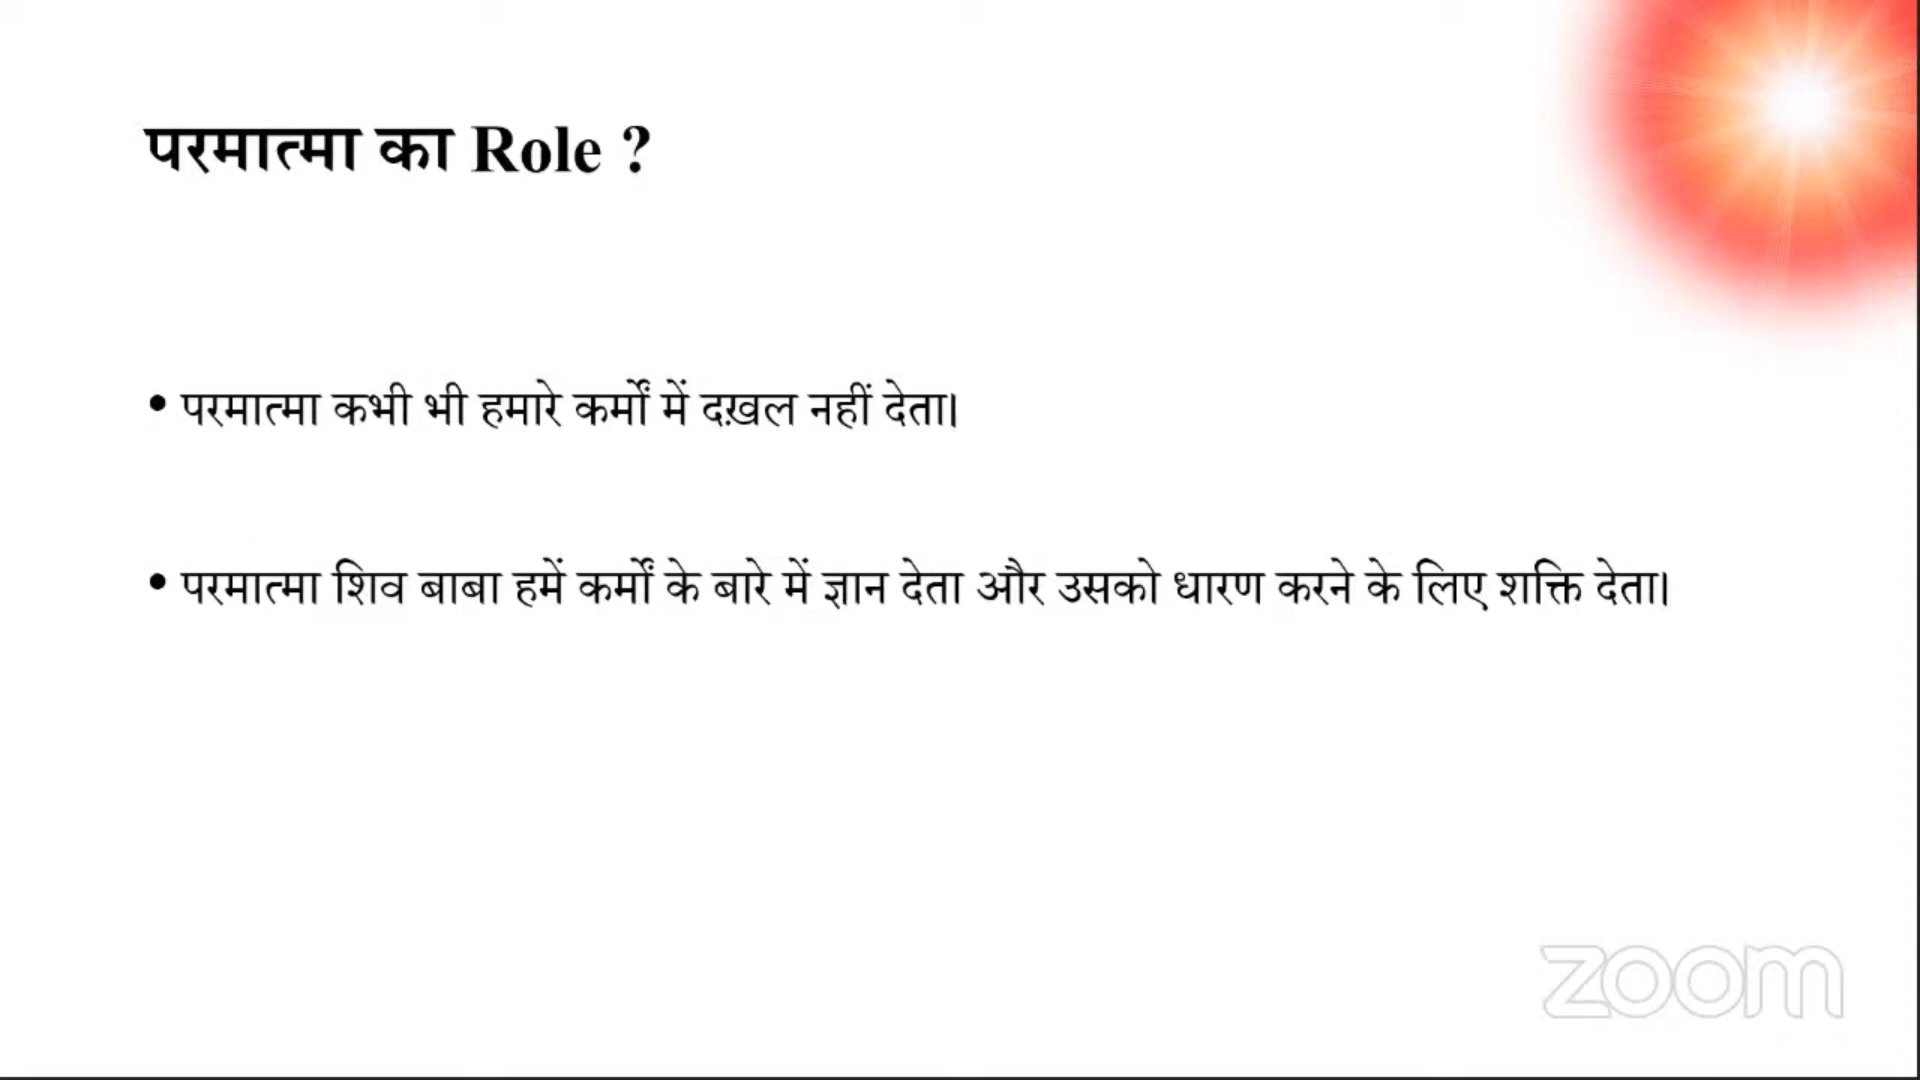 परमात्मा का Role ?
• परमात्मा कभी भी हमारे कर्मों में दख़ल नहीं देता।
• परमात्मा शिव बाबा हमें कर्मों के बारे में ज्ञान देता और उसको धारण करने के लिए शक्ति देता।
zoom